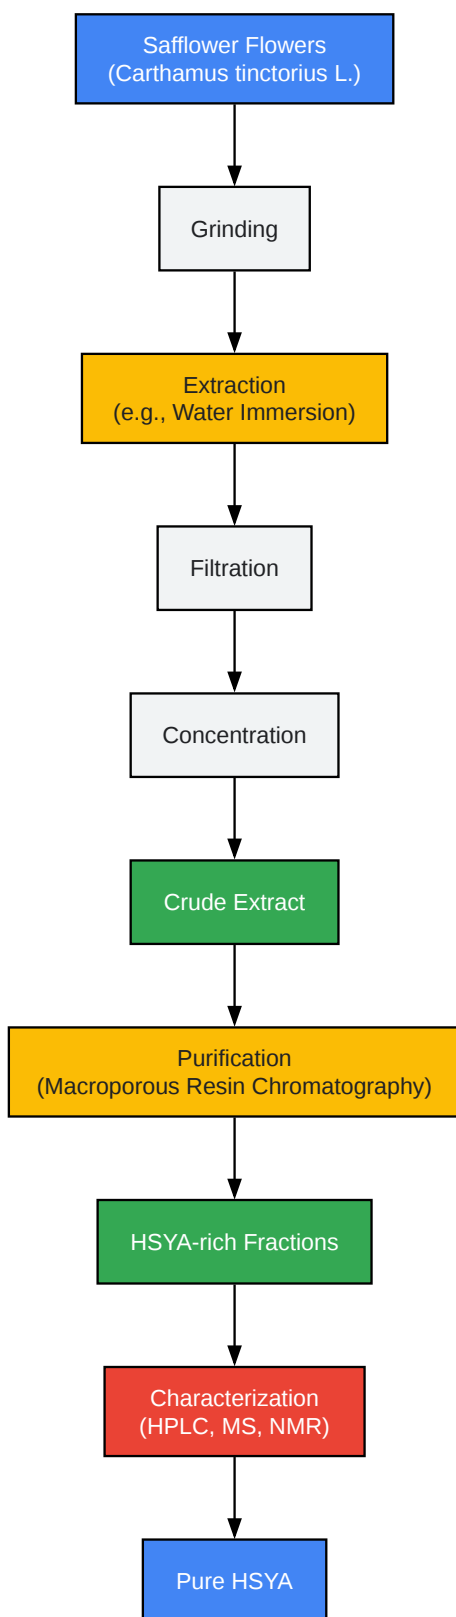 Safflower Flowers
(Carthamus tinctorius L.)
Grinding
Extraction
(e.g., Water Immersion)
Filtration
Concentration
Crude Extract
Purification
(Macroporous Resin Chromatography)
HSYA-rich Fractions
Characterization
(HPLC, MS, NMR)
Pure HSYA